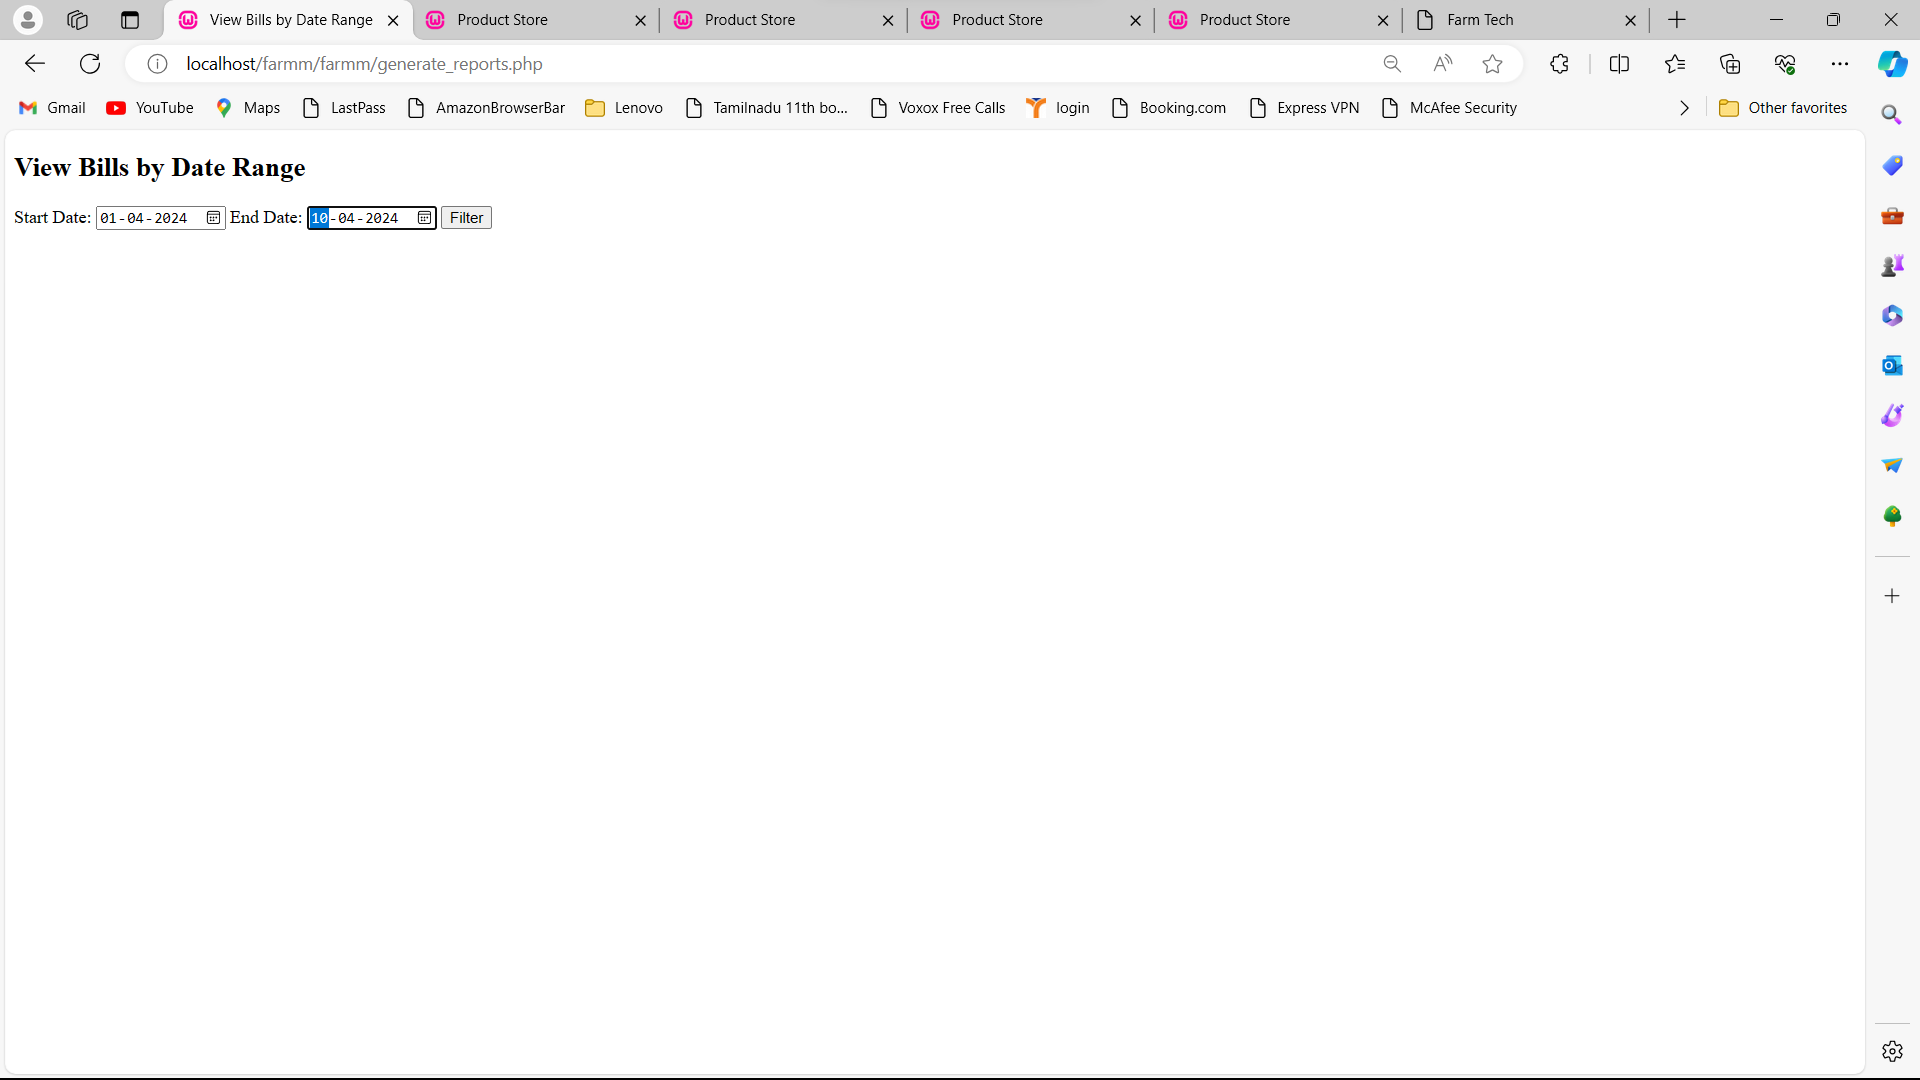 View Bills by Date Range Product Store Product Store Product Store Product Store Farm Tech
localhost/farmm/farmm/generate_reports.php
Gmail YouTube Maps LastPass AmazonBrowserBar Lenovo Tamilnadu 11th bo... Voxox Free Calls login Booking.com Express VPN McAfee Security Other favorites
View Bills by Date Range
Start Date: 01-04-2024 End Date: 10-04-2024 Filter